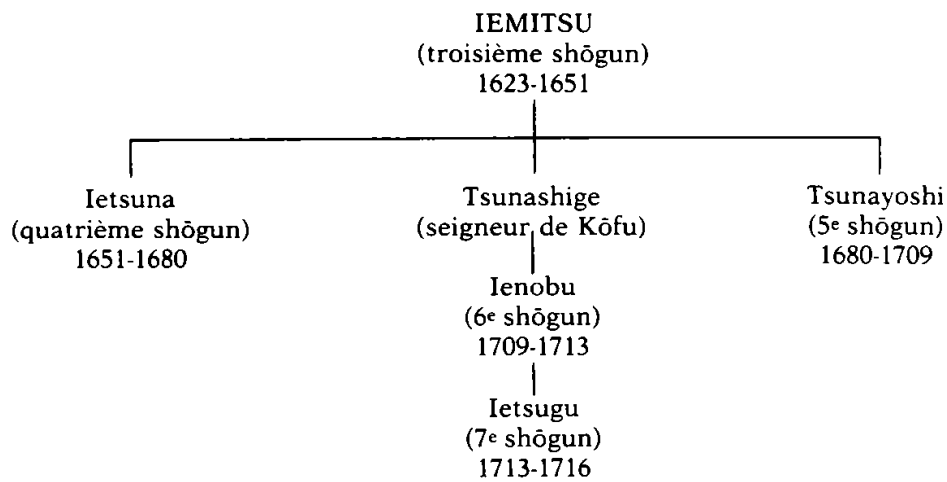 IEMITSU
(troisième shōgun)
1623-1651
Ietsuna
(quatrième shōgun)
1651-1680
Tsunashige
(seigneur de Kōfu)
Tsunayoshi
(5e shōgun)
1680-1709
Ienobu
(6e shōgun)
1709-1713
Ietsugu
(7e shōgun)
1713-1716